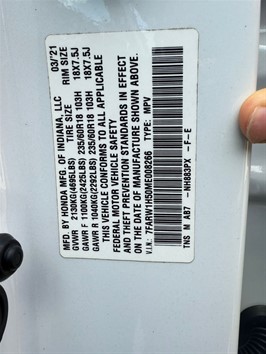 MFD. BY HONDA MFG. OF INDIANA, LLC 03/'21
TIRE SIZE RIM SIZE
GVWR 2130KG(4696LBS)
GAWR F 1100KG(2425LBS) 235/60R18 103H 18X7.5J
GAWR R 1040KG(2292LBS) 235/60R18 103H 18X7.5J
THIS VEHICLE CONFORMS TO ALL APPLICABLE
FEDERAL MOTOR VEHICLE SAFETY
AND THEFT PREVENTION STANDARDS IN EFFECT
ON THE DATE OF MANUFACTURE SHOWN ABOVE.
V.I.N.: 7FARW1H50ME008266 TYPE: MPV
TNS M AB7 -NH883PX -F-E